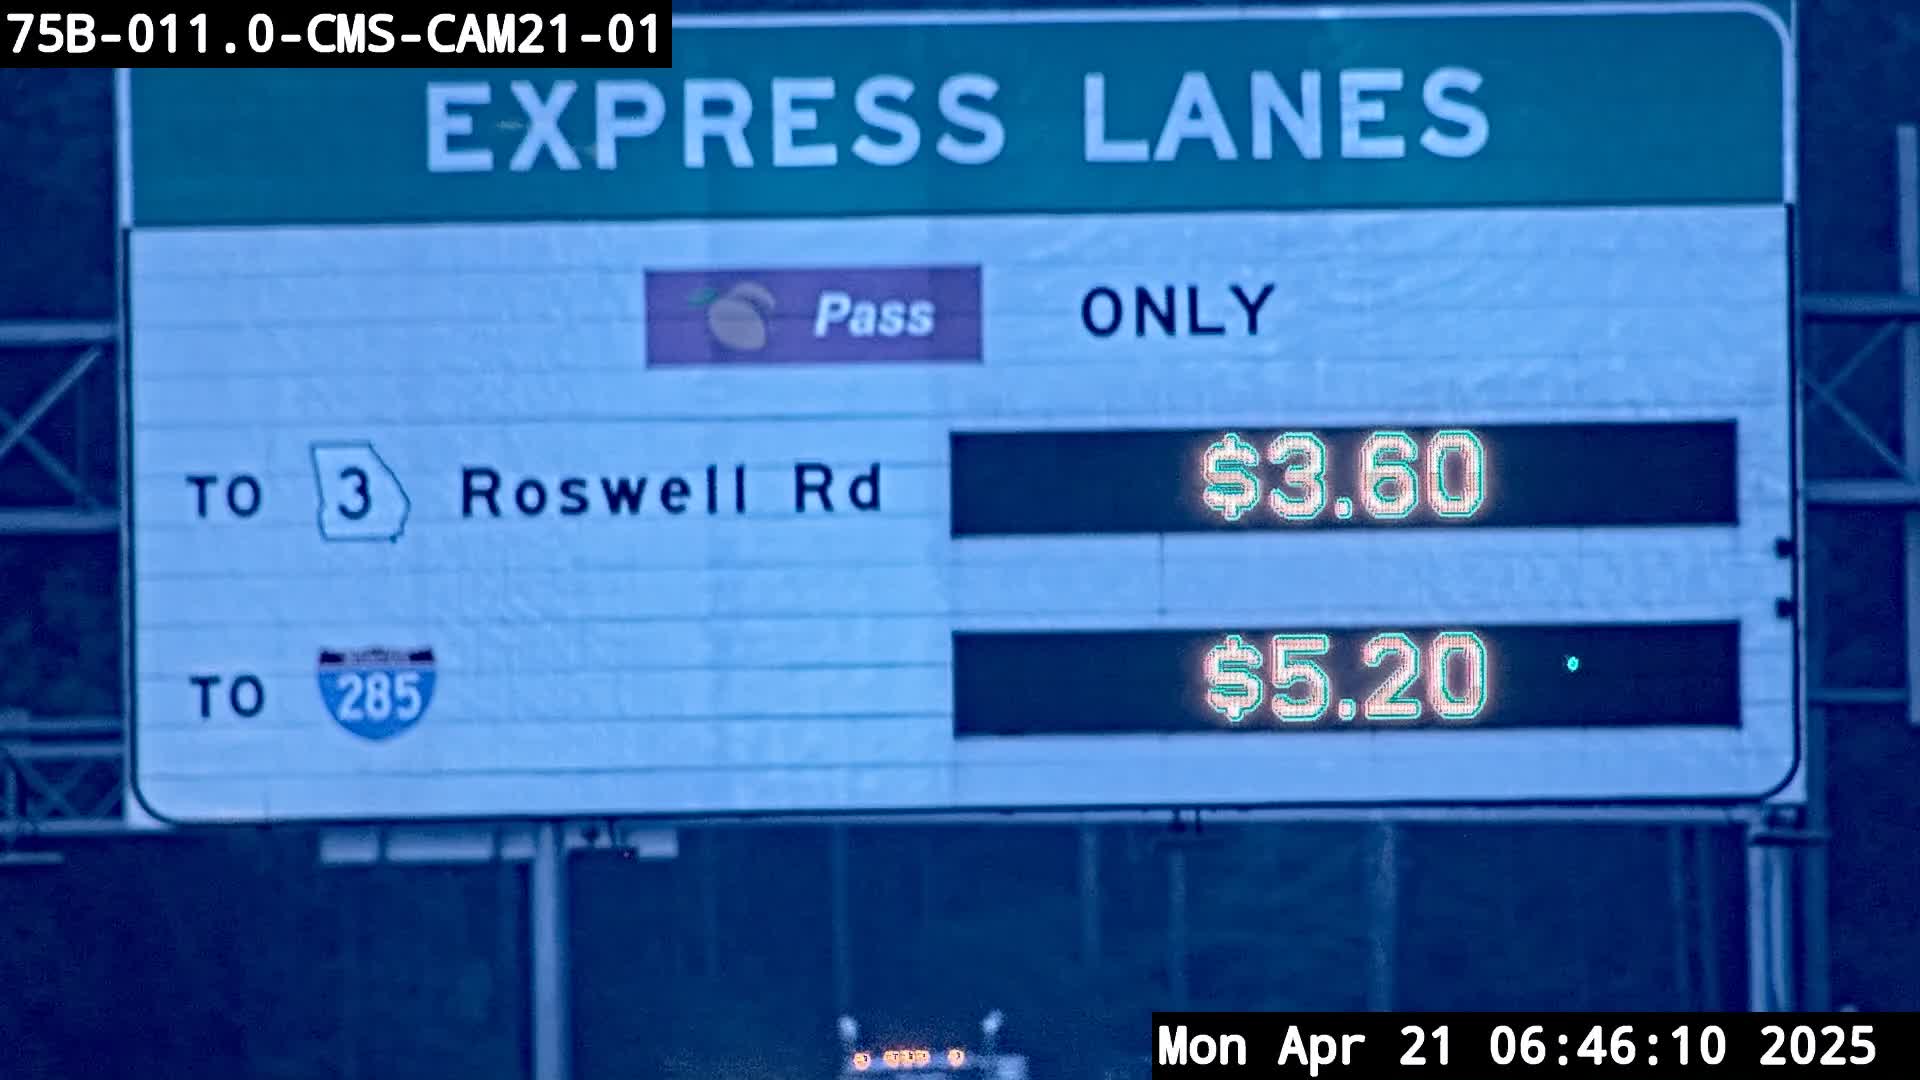 75B-011.0-CMS-CAM21-01
EXPRESS LANES
Pass ONLY
TO 3 Roswell Rd $3.60
TO 285 $5.20
Mon Apr 21 06:46:10 2025